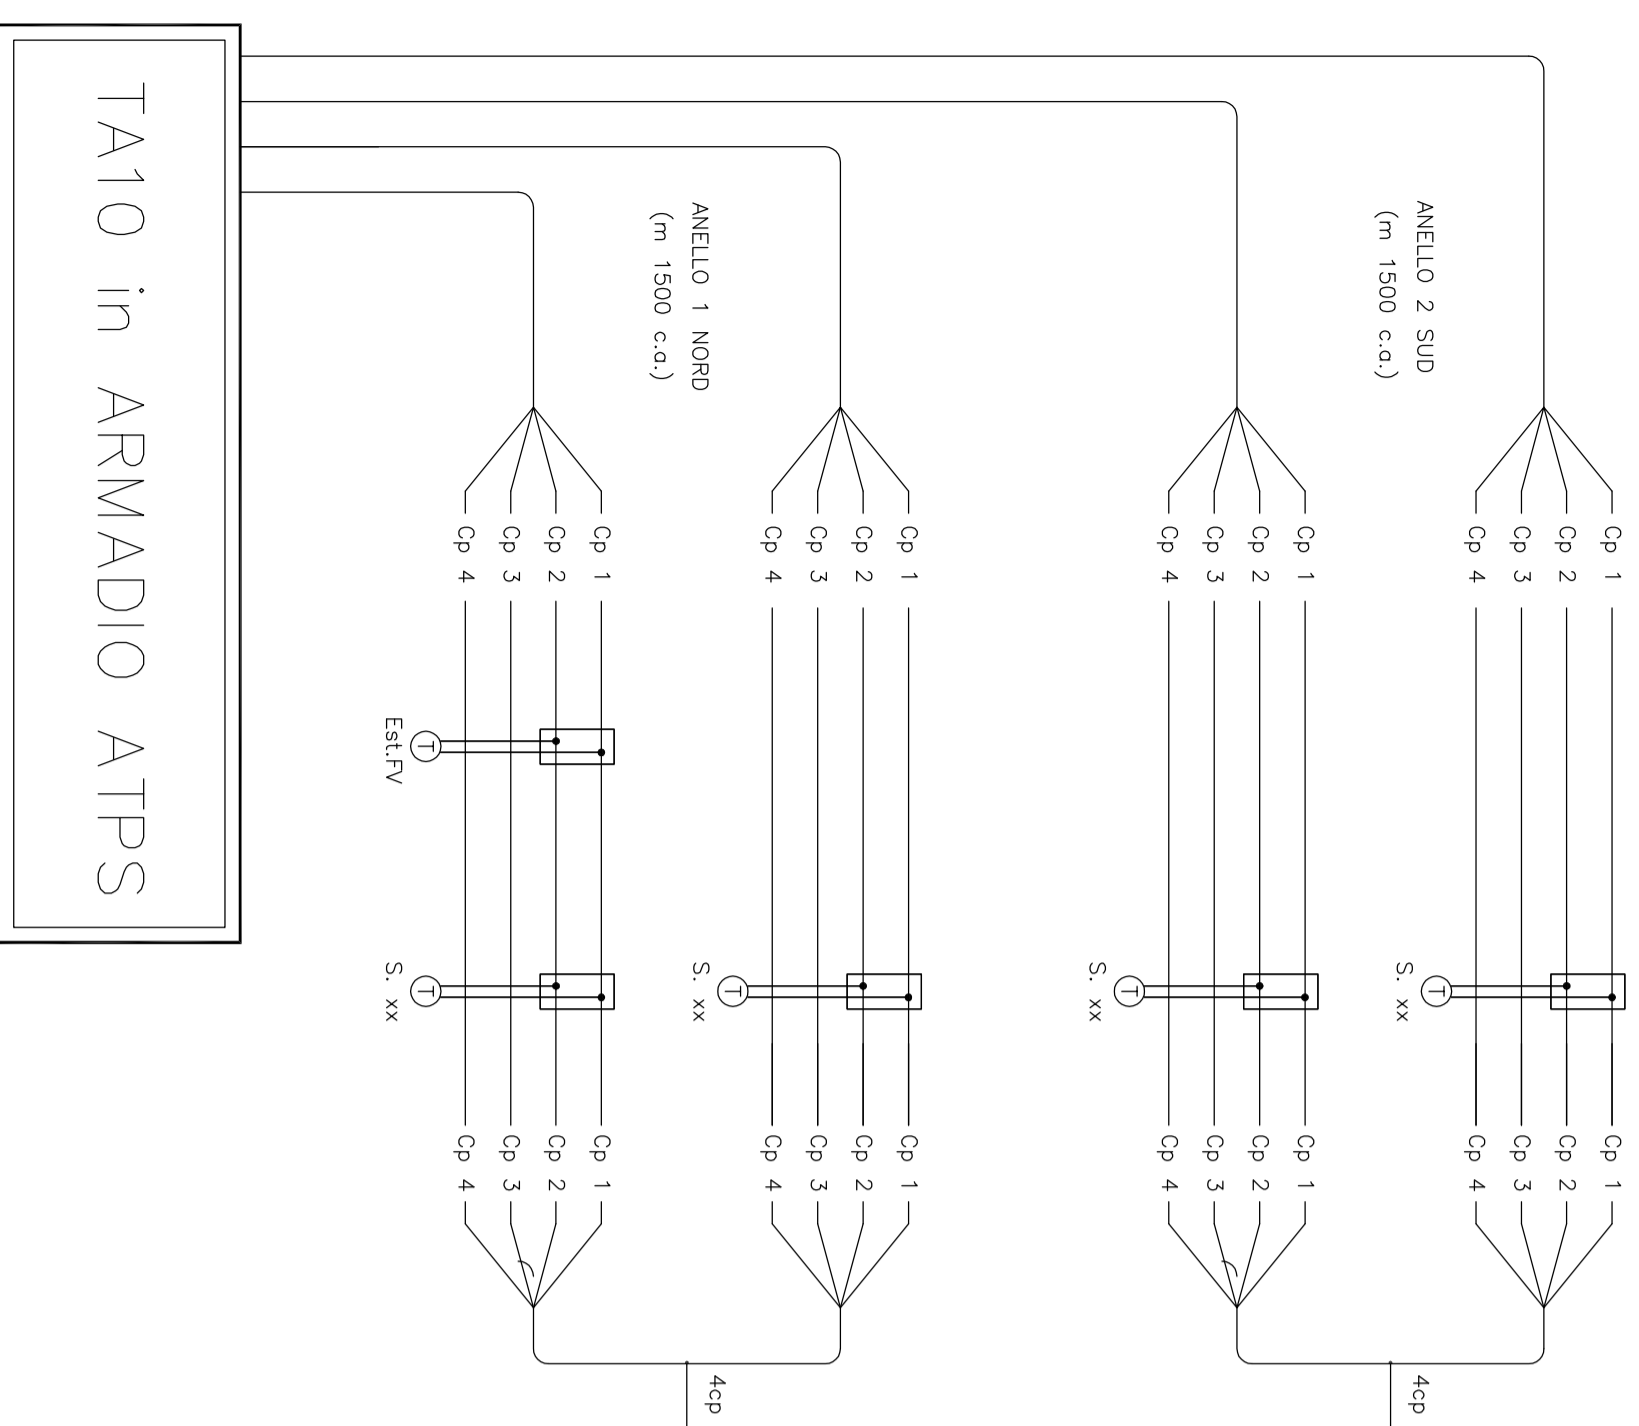 TA10 in ARMADIO ATPS
ANELLO 2 SUD
(m 1500 c.a.)
ANELLO 1 NORD
(m 1500 c.a.)
Cp 1
Cp 2
Cp 3
Cp 4
T
S. xx
Cp 1
Cp 2
Cp 3
Cp 4
4cp
Cp 1
Cp 2
Cp 3
Cp 4
T
S. xx
Cp 1
Cp 2
Cp 3
Cp 4
Cp 1
Cp 2
Cp 3
Cp 4
T
S. xx
Cp 1
Cp 2
Cp 3
Cp 4
4cp
Cp 1
Cp 2
Cp 3
Cp 4
T
Est.FV
T
S. xx
Cp 1
Cp 2
Cp 3
Cp 4